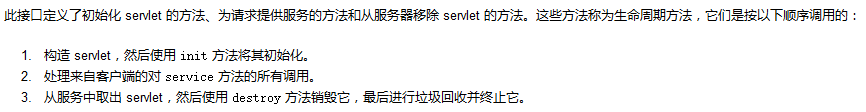 此接口定义了初始化 servlet 的方法、为请求提供服务的方法和从服务器移除 servlet 的方法。这些方法称为生命周期方法，它们是按以下顺序调用的：
1. 构造 servlet，然后使用 init 方法将其初始化。
2. 处理来自客户端的对 service 方法的所有调用。
3. 从服务中取出 servlet，然后使用 destroy 方法销毁它，最后进行垃圾回收并终止它。